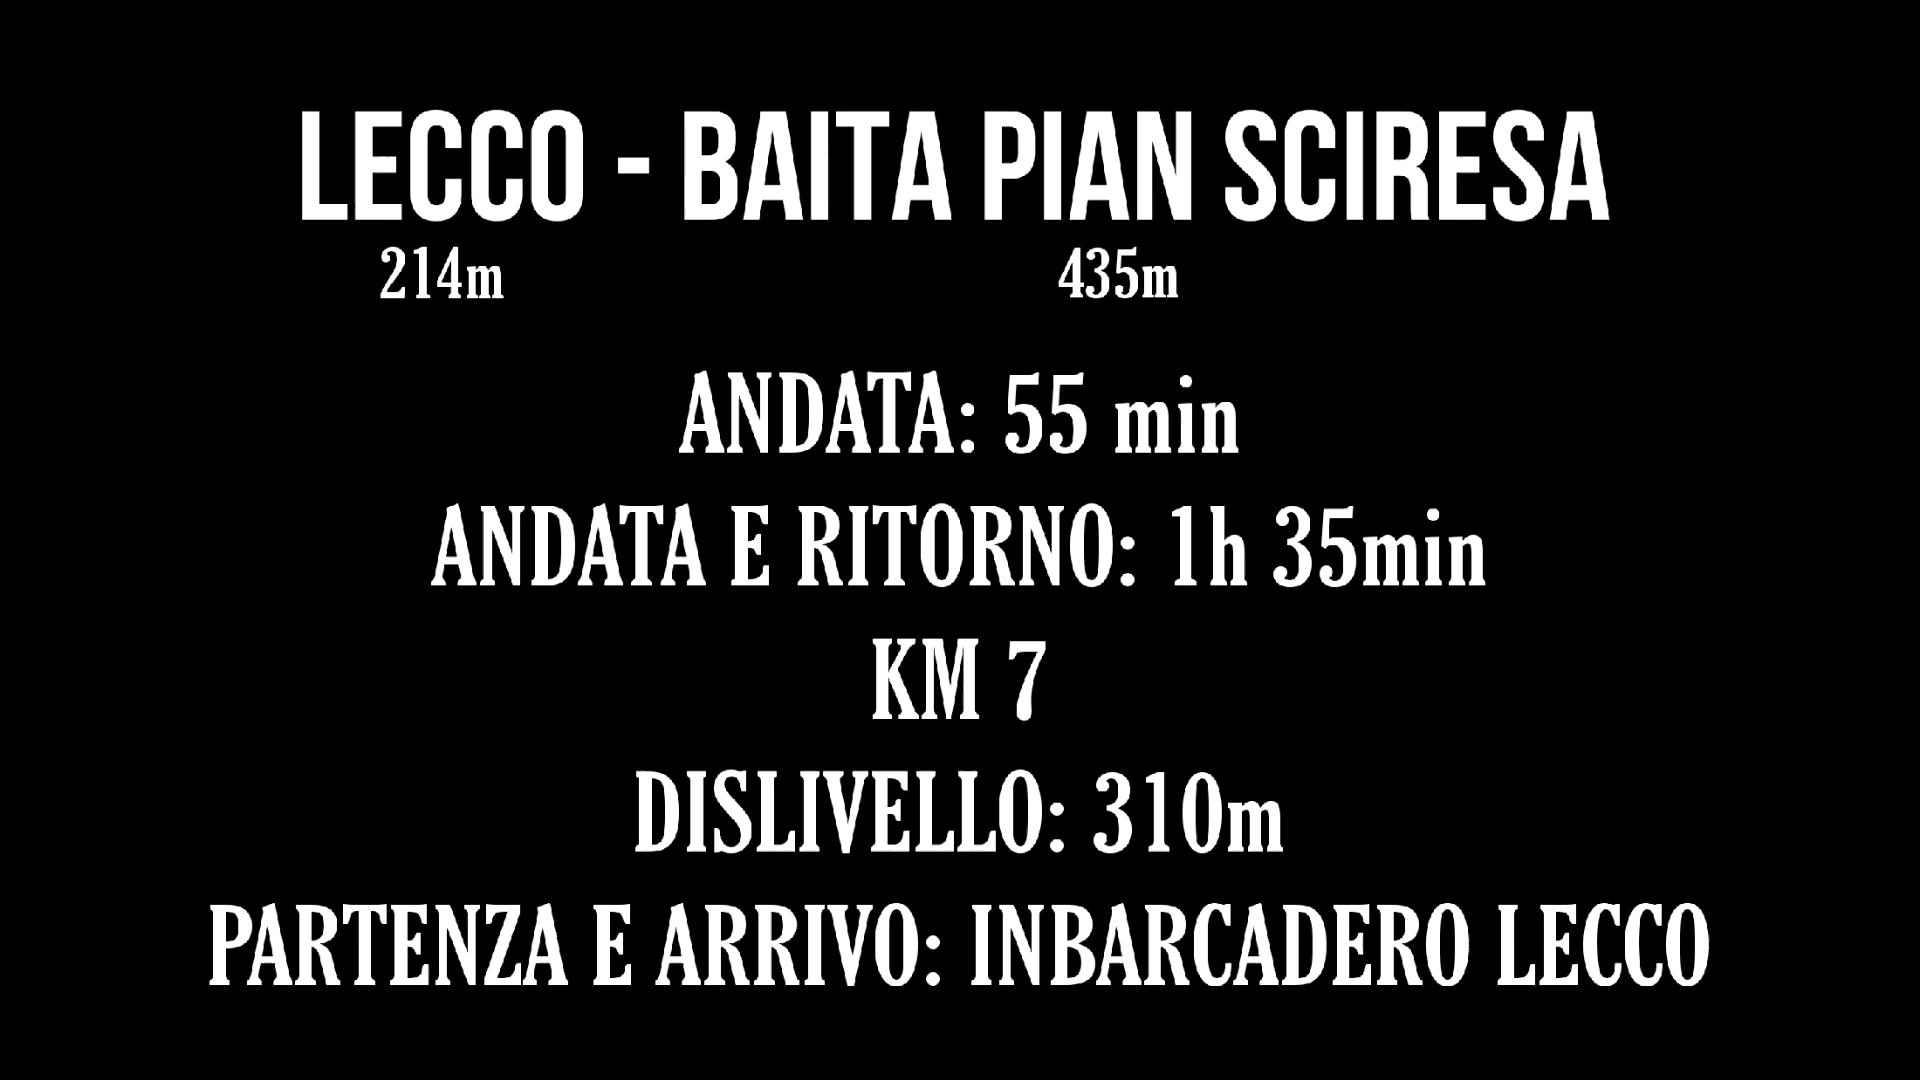 LECCO - BAITA PIAN SCIRESA
214m 435m
ANDATA: 55 min
ANDATA E RITORNO: 1h 35min
KM 7
DISLIVELLO: 310m
PARTENZA E ARRIVO: INBARCADERO LECCO